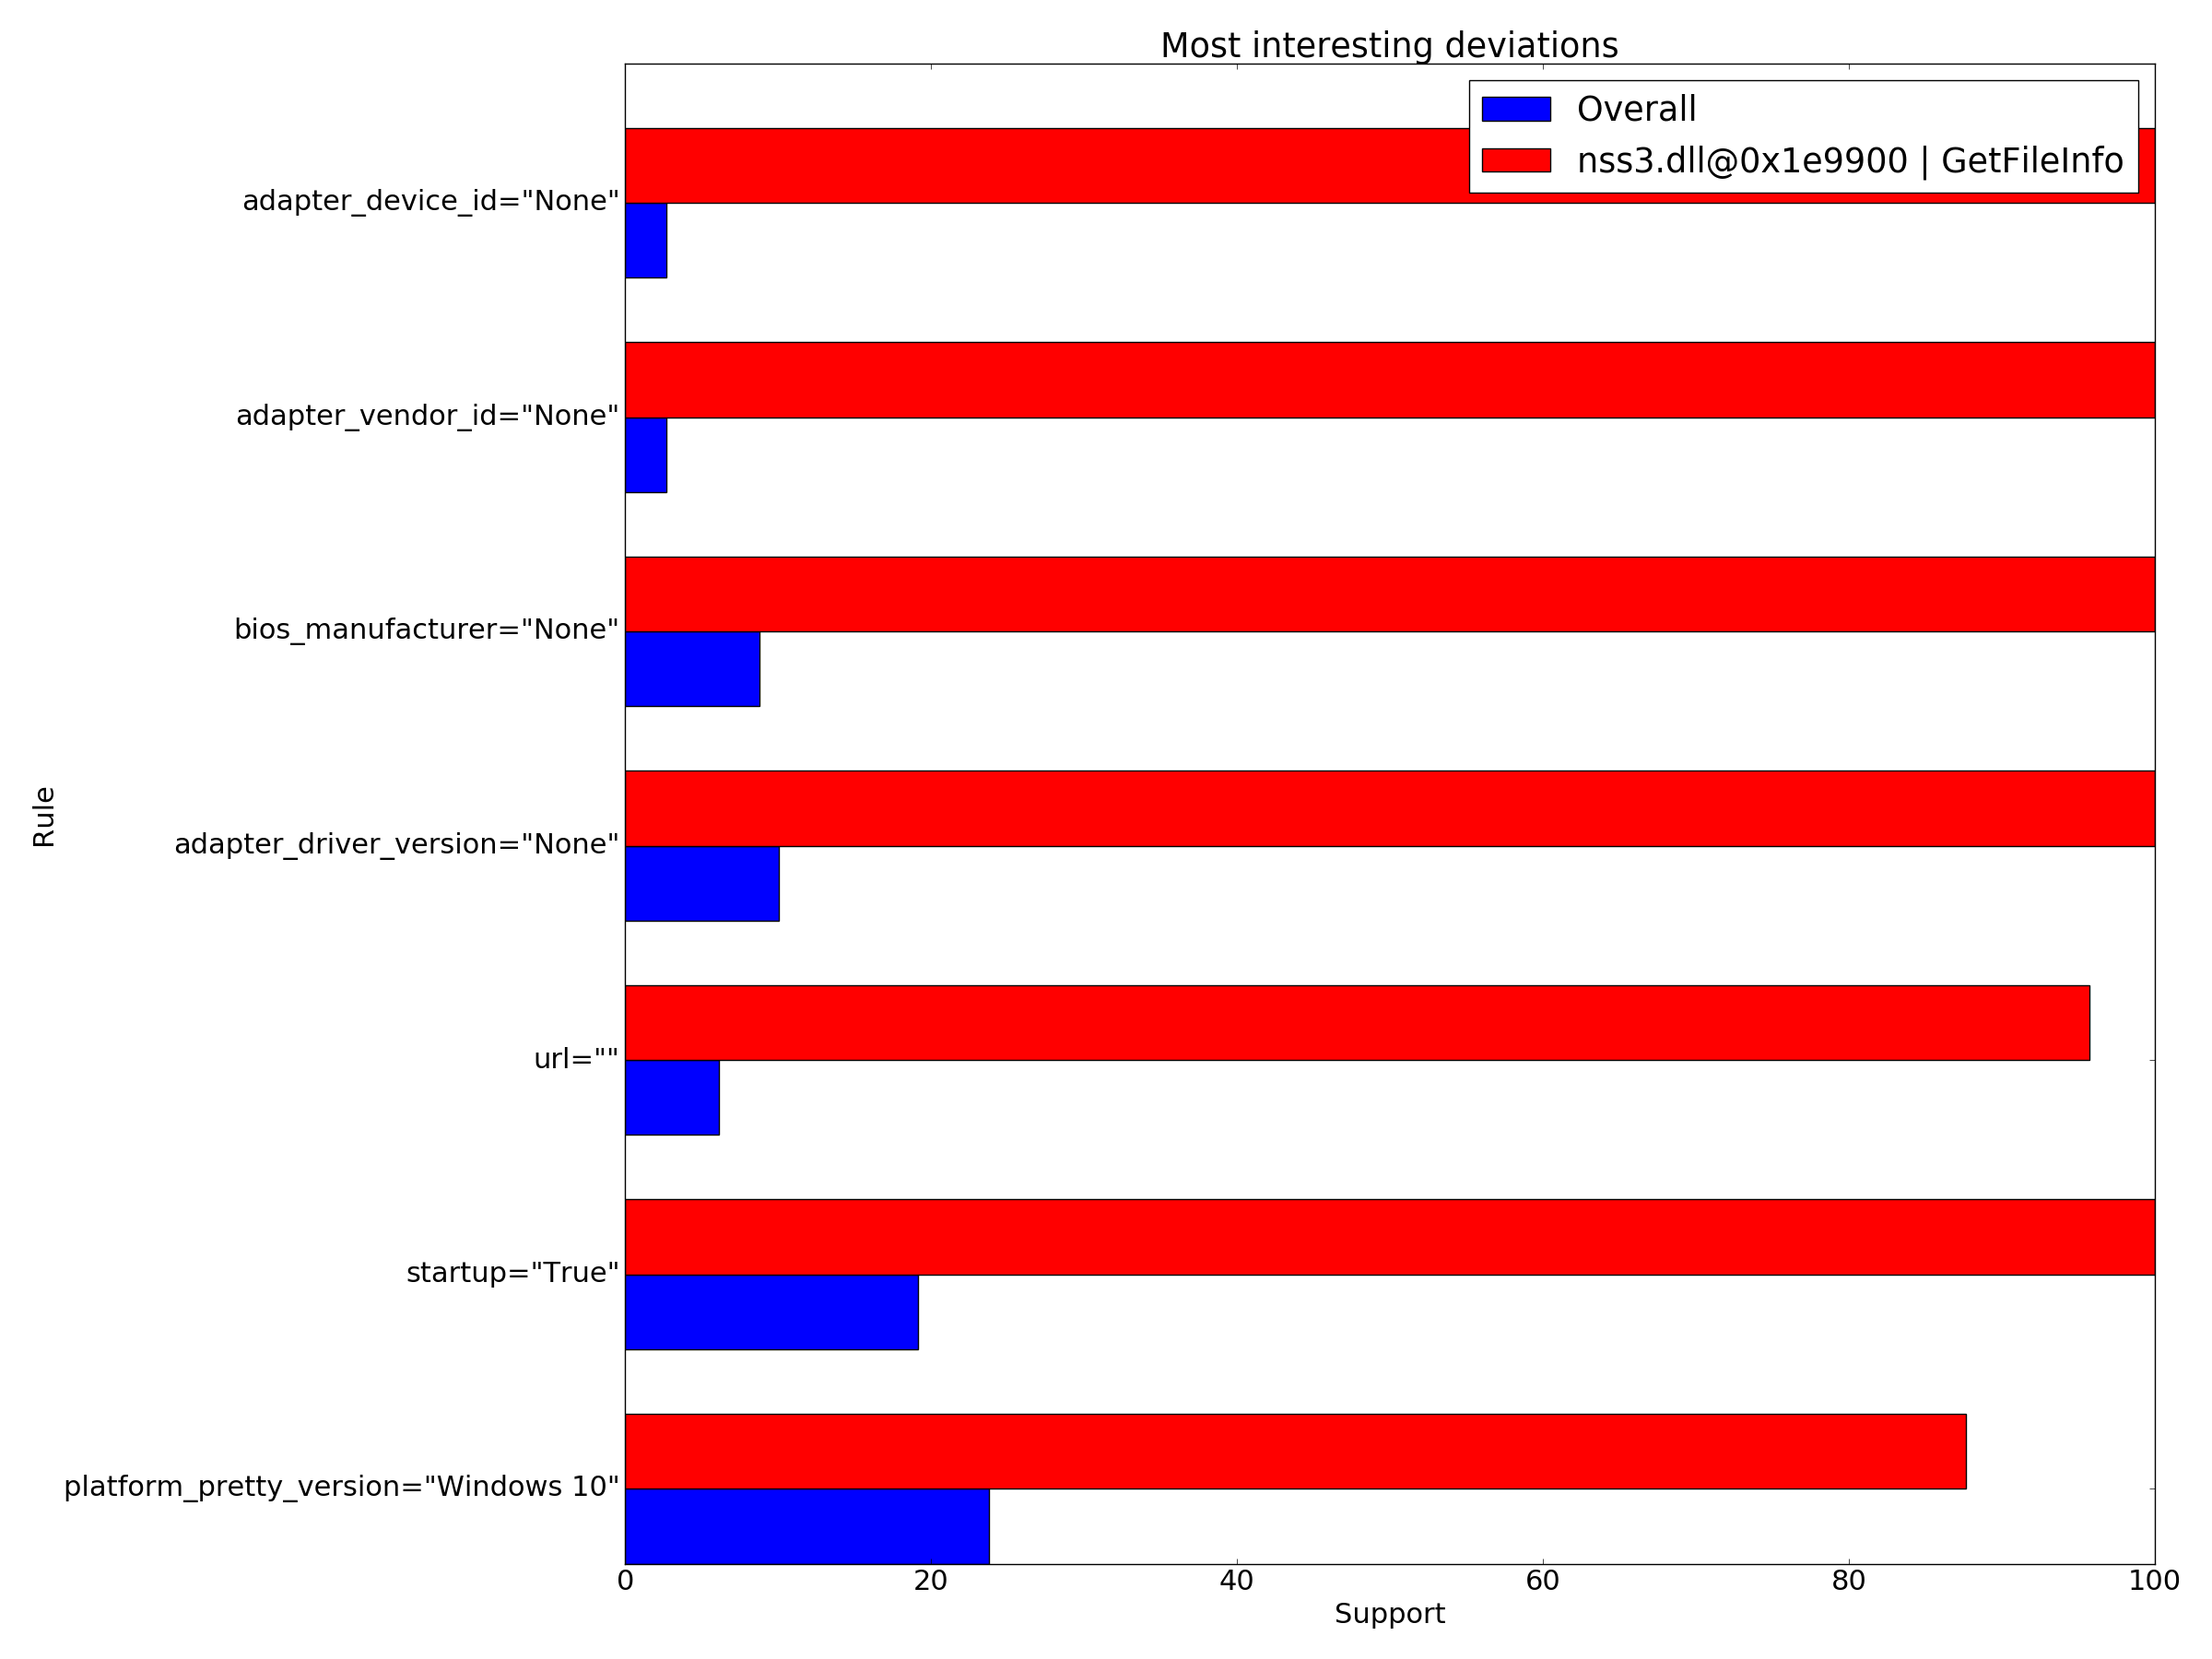 Most interesting deviations
Overall
nss3.dll@0x1e9900 | GetFileInfo
adapter_device_id="None"
adapter_vendor_id="None"
bios_manufacturer="None"
adapter_driver_version="None"
url=""
startup="True"
platform_pretty_version="Windows 10"
Rule
0 20 40 60 80 100
Support